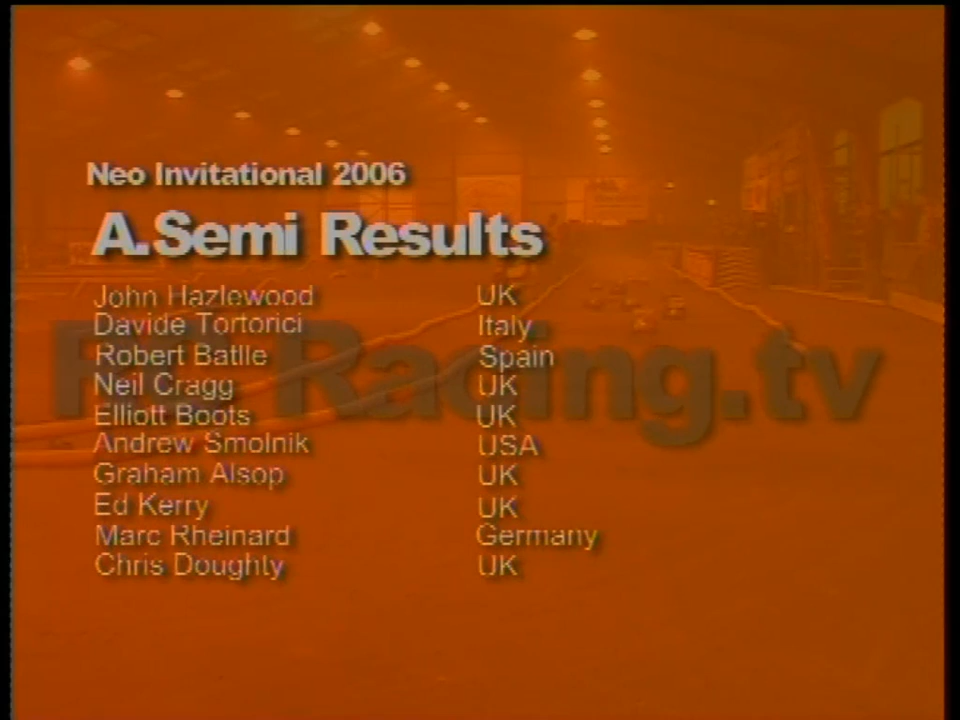 Neo Invitational 2006
A.Semi Results
John Hazlewood UK
Davide Tortorici Italy
Robert Batlle Spain
Neil Cragg UK
Elliott Boots UK
Andrew Smolnik USA
Graham Alsop UK
Ed Kerry UK
Marc Rheinard Germany
Chris Doughty UK
Racing.tv